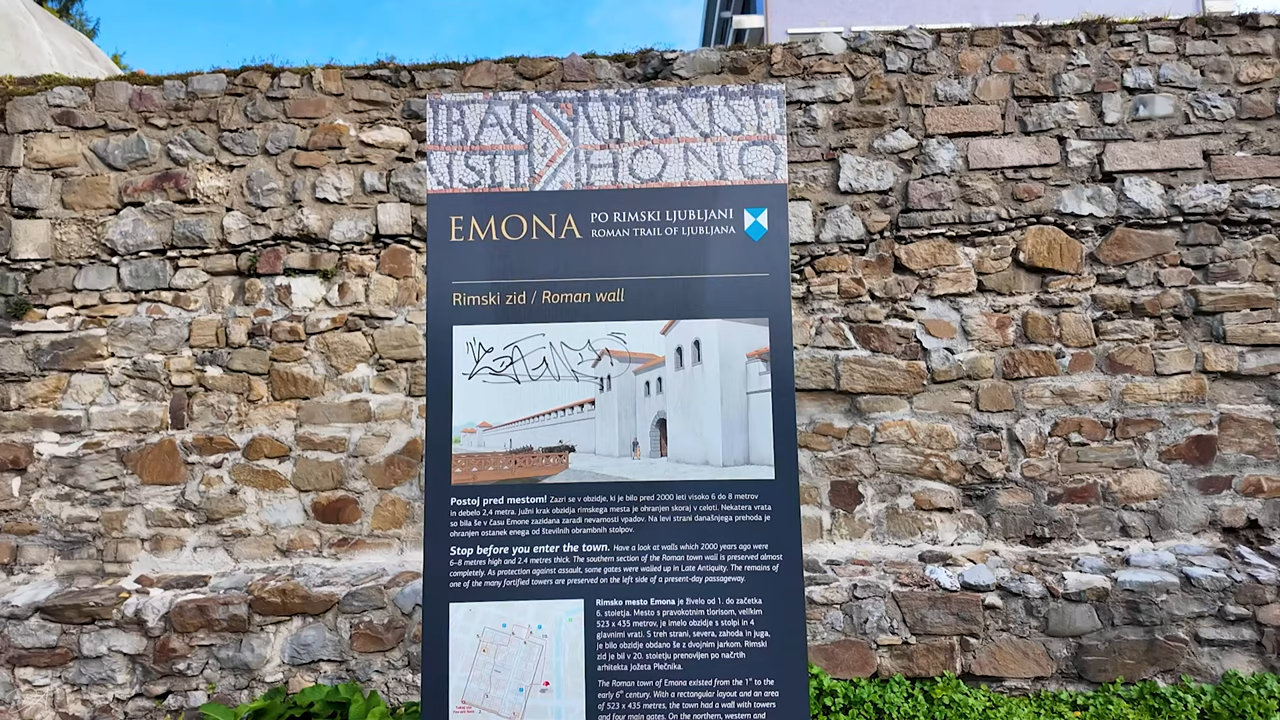 BAV URSUS
ISTI HONO
EMONA
PO RIMSKI LJUBLJANI
ROMAN TRAIL OF LJUBLJANA
Rimski zid / Roman wall
Postoj pred mestom! Zazri se v obzidje, ki je bilo pred 2000 leti visoko 6 do 8 metrov
in debelo 2,4 metra. Južni krak obzidja rimskega mesta je ohranjen skoraj v celoti. Nekatera vrata
so bila še v času Emone zazidana zaradi nevarnosti vpadov. Na levi strani današnjega prehoda je
ohranjen ostanek enega od številnih obrambnih stolpov.
Stop before you enter the town. Have a look at walls which 2000 years ago were
6–8 metres high and 2.4 metres thick. The southern section of the Roman town wall is preserved almost
completely. As protection against assault, some gates were walled up in Late Antiquity. The remains of
one of the many fortified towers are preserved on the left side of a present-day passageway.
Rimsko mesto Emona je živelo od 1. do začetka
6. stoletja. Mesto s pravokotnim tlorisom, velikim
523 x 435 metrov, je imelo obzidje s stolpi in 4
glavnimi vrati. S treh strani, severa, zahoda in juga,
je bilo obzidje obdano še z dvojnim jarkom. Rimski
zid je bil v 20. stoletju prenovljen po načrtih
arhitekta Jožeta Plečnika.
The Roman town of Emona existed from the 1st to the
early 6th century. With a rectangular layout and an area
of 523 x 435 metres, the town had a wall with towers
and four main gates. On the northern, western and